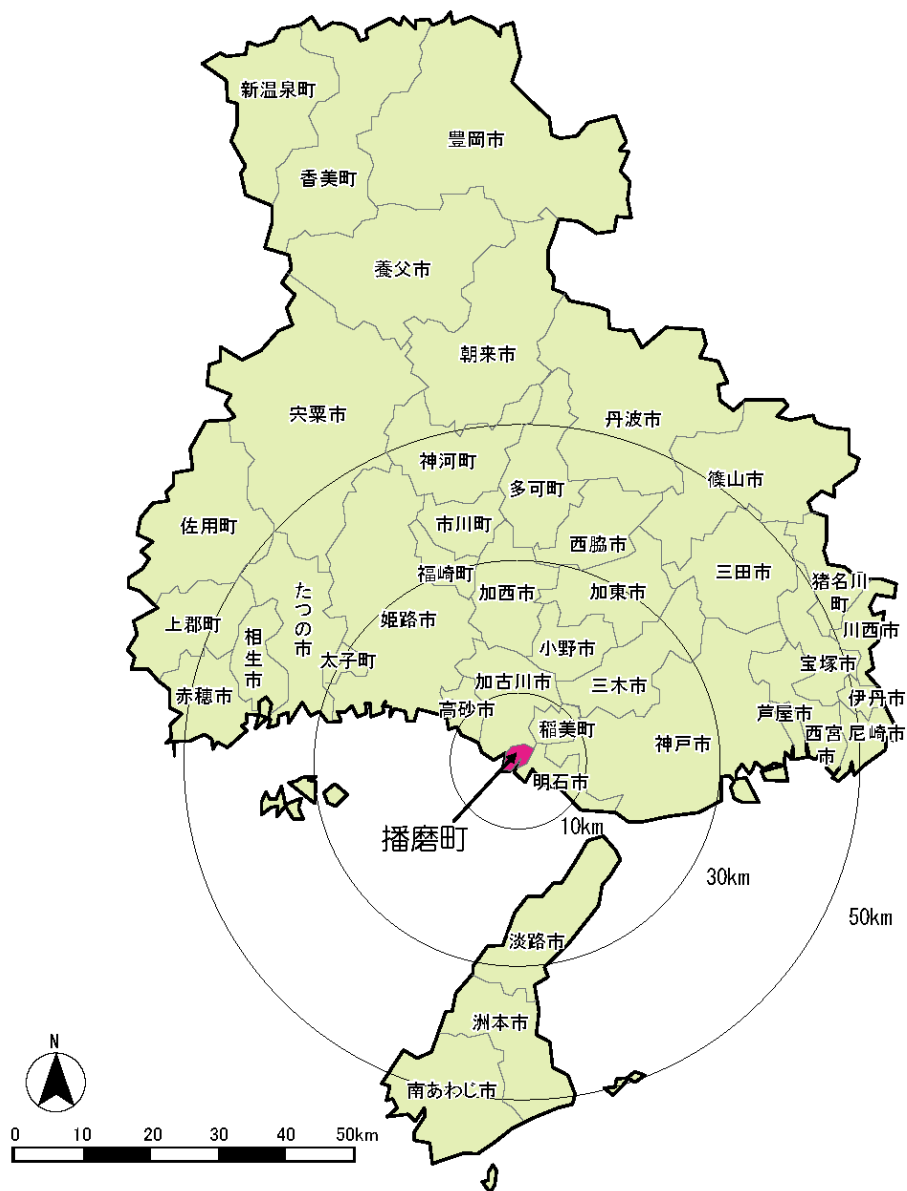 新温泉町
豊岡市
香美町
養父市
朝来市
宍粟市
丹波市
神河町
篠山市
多可町
佐用町
市川町
西脇市
福崎町
三田市
猪名川
町
加西市
加東市
たつの市
姫路市
上郡町
川西市
相生市
小野市
太子町
宝塚市
加古川市
三木市
赤穂市
伊丹市
高砂市
芦屋市
稲美町
西宮
市
尼崎市
神戸市
明石市
10km
播磨町
30km
50km
淡路市
洲本市
南あわじ市
N
0 10 20 30 40 50km